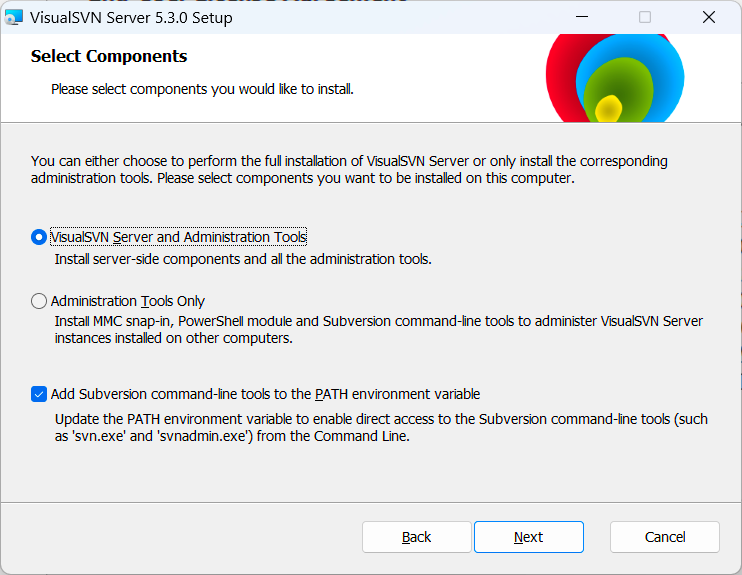 VisualSVN Server 5.3.0 Setup
Select Components
Please select components you would like to install.
You can either choose to perform the full installation of VisualSVN Server or only install the corresponding
administration tools. Please select components you want to be installed on this computer.
VisualSVN Server and Administration Tools
Install server-side components and all the administration tools.
Administration Tools Only
Install MMC snap-in, PowerShell module and Subversion command-line tools to administer VisualSVN Server
instances installed on other computers.
Add Subversion command-line tools to the PATH environment variable
Update the PATH environment variable to enable direct access to the Subversion command-line tools (such
as 'svn.exe' and 'svnadmin.exe') from the Command Line.
Back
Next
Cancel